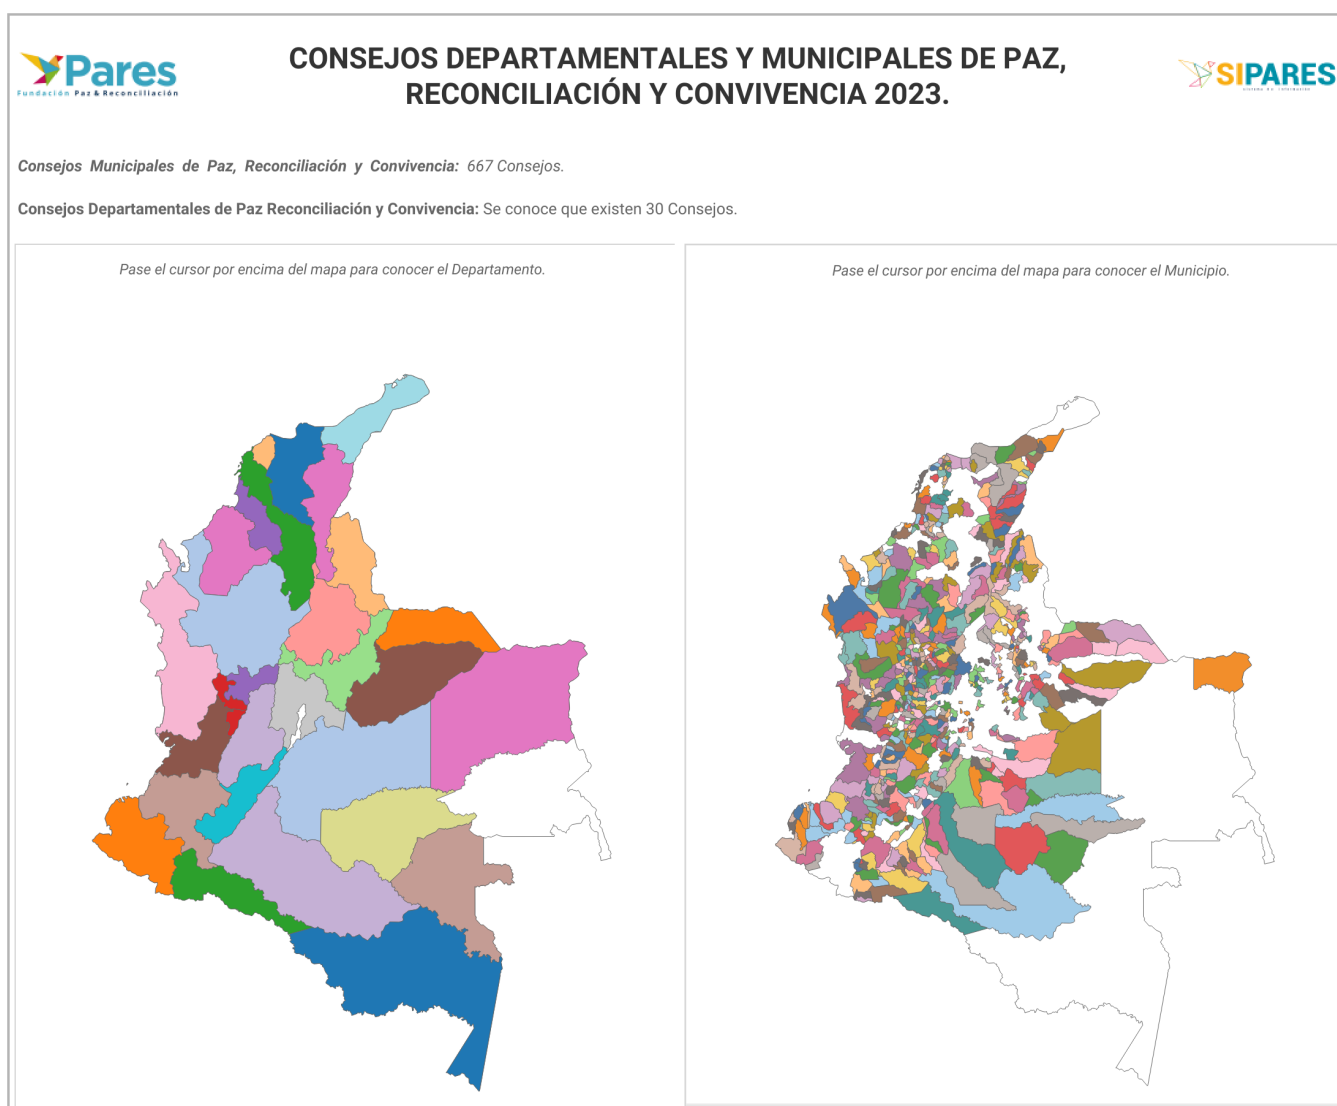 Pares
Fundación Paz & Reconciliación
CONSEJOS DEPARTAMENTALES Y MUNICIPALES DE PAZ,
RECONCILIACIÓN Y CONVIVENCIA 2023.
SIPARES
Consejos Municipales de Paz, Reconciliación y Convivencia: 667 Consejos.
Consejos Departamentales de Paz Reconciliación y Convivencia: Se conoce que existen 30 Consejos.
Pase el cursor por encima del mapa para conocer el Departamento.
Pase el cursor por encima del mapa para conocer el Municipio.